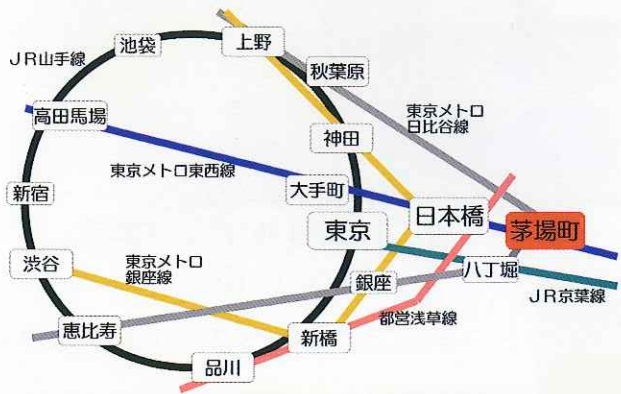 池袋
上野
JR山手線
秋葉原
高田馬場
東京メトロ
日比谷線
神田
東京メトロ東西線
大手町
新宿
日本橋
東京
茅場町
渋谷
東京メトロ
銀座線
八丁堀
銀座
JR京葉線
恵比寿
新橋
都営浅草線
品川